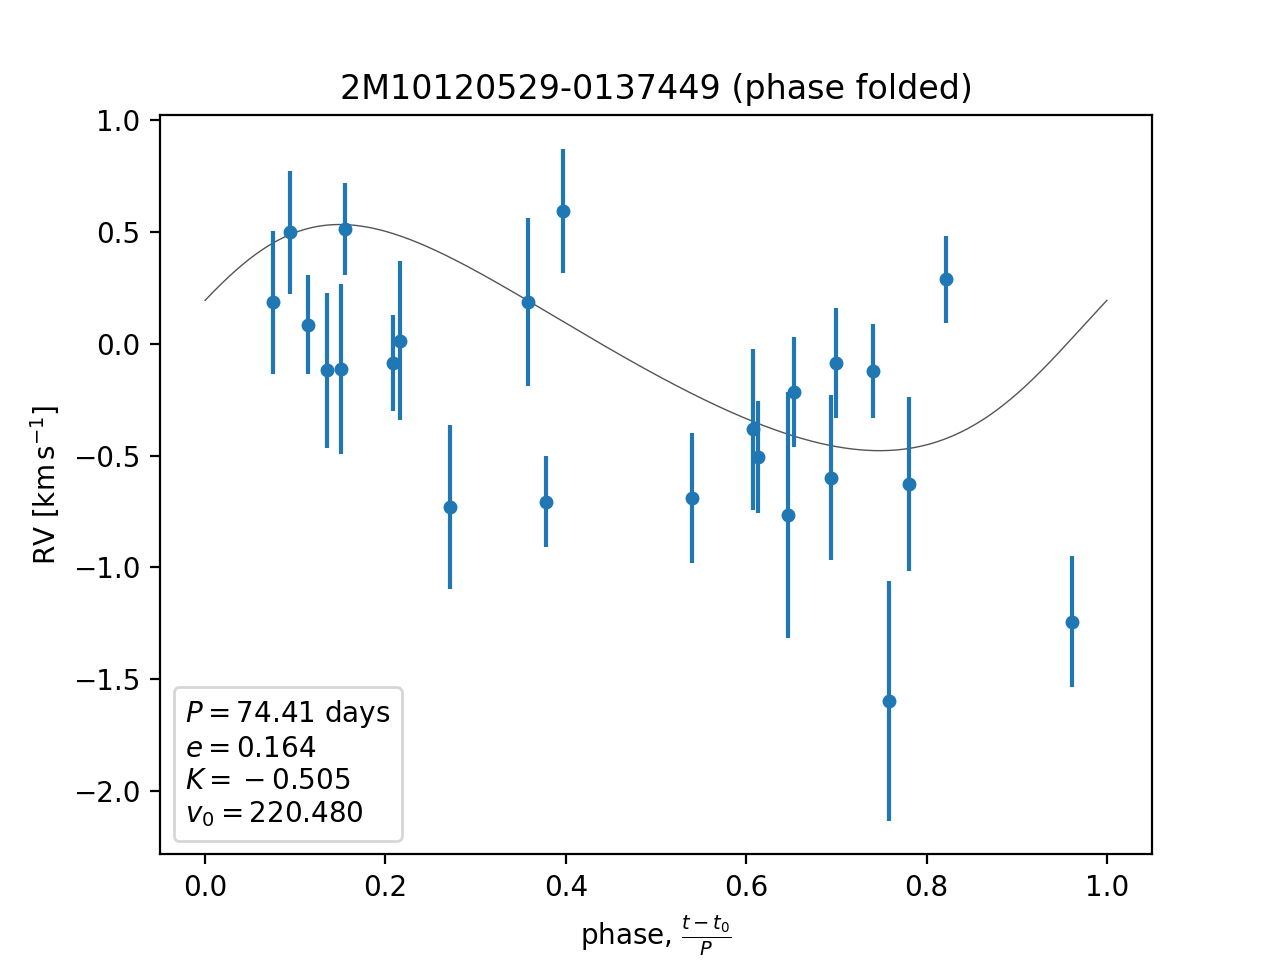 2M10120529-0137449 (phase folded)
1.0
0.5
0.0
−0.5
−1.0
−1.5
−2.0
RV [km s⁻¹]
P = 74.41 days
e = 0.164
K = −0.505
v₀ = 220.480
0.0 0.2 0.4 0.6 0.8 1.0
phase, (t − t₀)/P